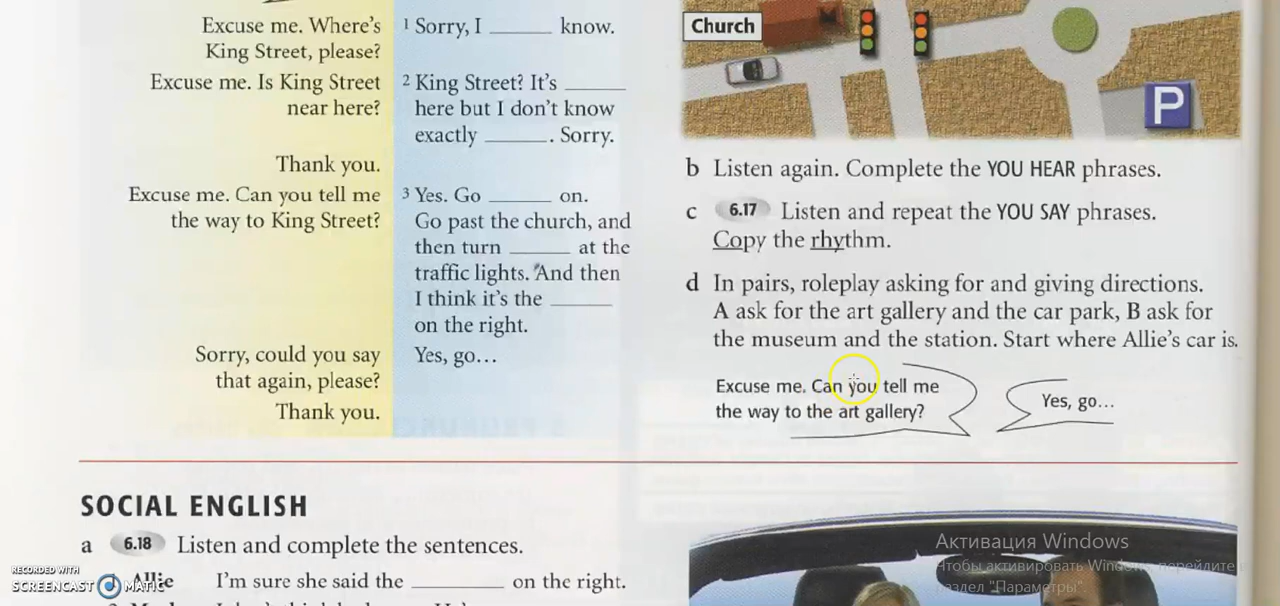 Excuse me. Where's
King Street, please?
1 Sorry, I ______ know.
Excuse me. Is King Street
near here?
2 King Street? It's ______
here but I don't know
exactly ______. Sorry.
Thank you.
Excuse me. Can you tell me
the way to King Street?
3 Yes. Go ______ on.
Go past the church, and
then turn ______ at the
traffic lights. And then
I think it's the ______
on the right.
Sorry, could you say
that again, please?
Yes, go...
Thank you.
Church
P
b Listen again. Complete the YOU HEAR phrases.
c 6.17 Listen and repeat the YOU SAY phrases.
Copy the rhythm.
d In pairs, roleplay asking for and giving directions.
A ask for the art gallery and the car park, B ask for
the museum and the station. Start where Allie's car is.
Excuse me. Can you tell me
the way to the art gallery?
Yes, go...
SOCIAL ENGLISH
a 6.18 Listen and complete the sentences.
Allie I'm sure she said the ______ on the right.
Активация Windows
Чтобы активировать Windows, перейдите
раздел "Параметры".
RECORDED WITH
SCREENCAST MATIC